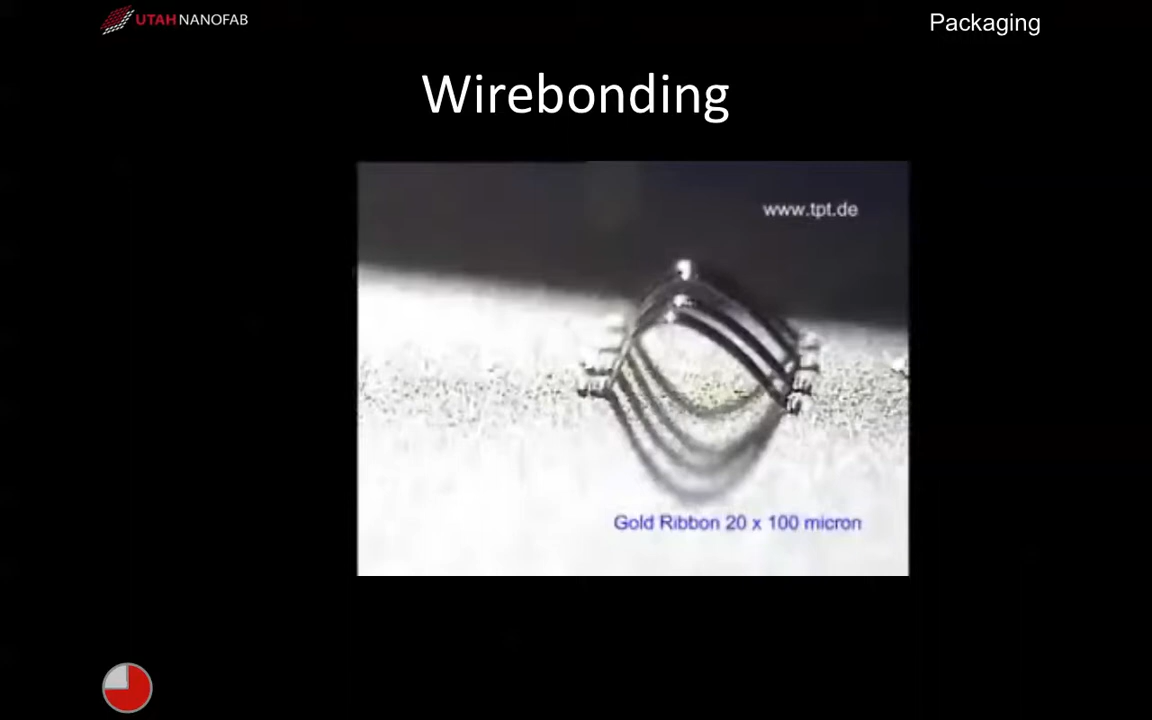 UTAH NANOFAB
Packaging
Wirebonding
www.tpt.de
Gold Ribbon 20 x 100 micron